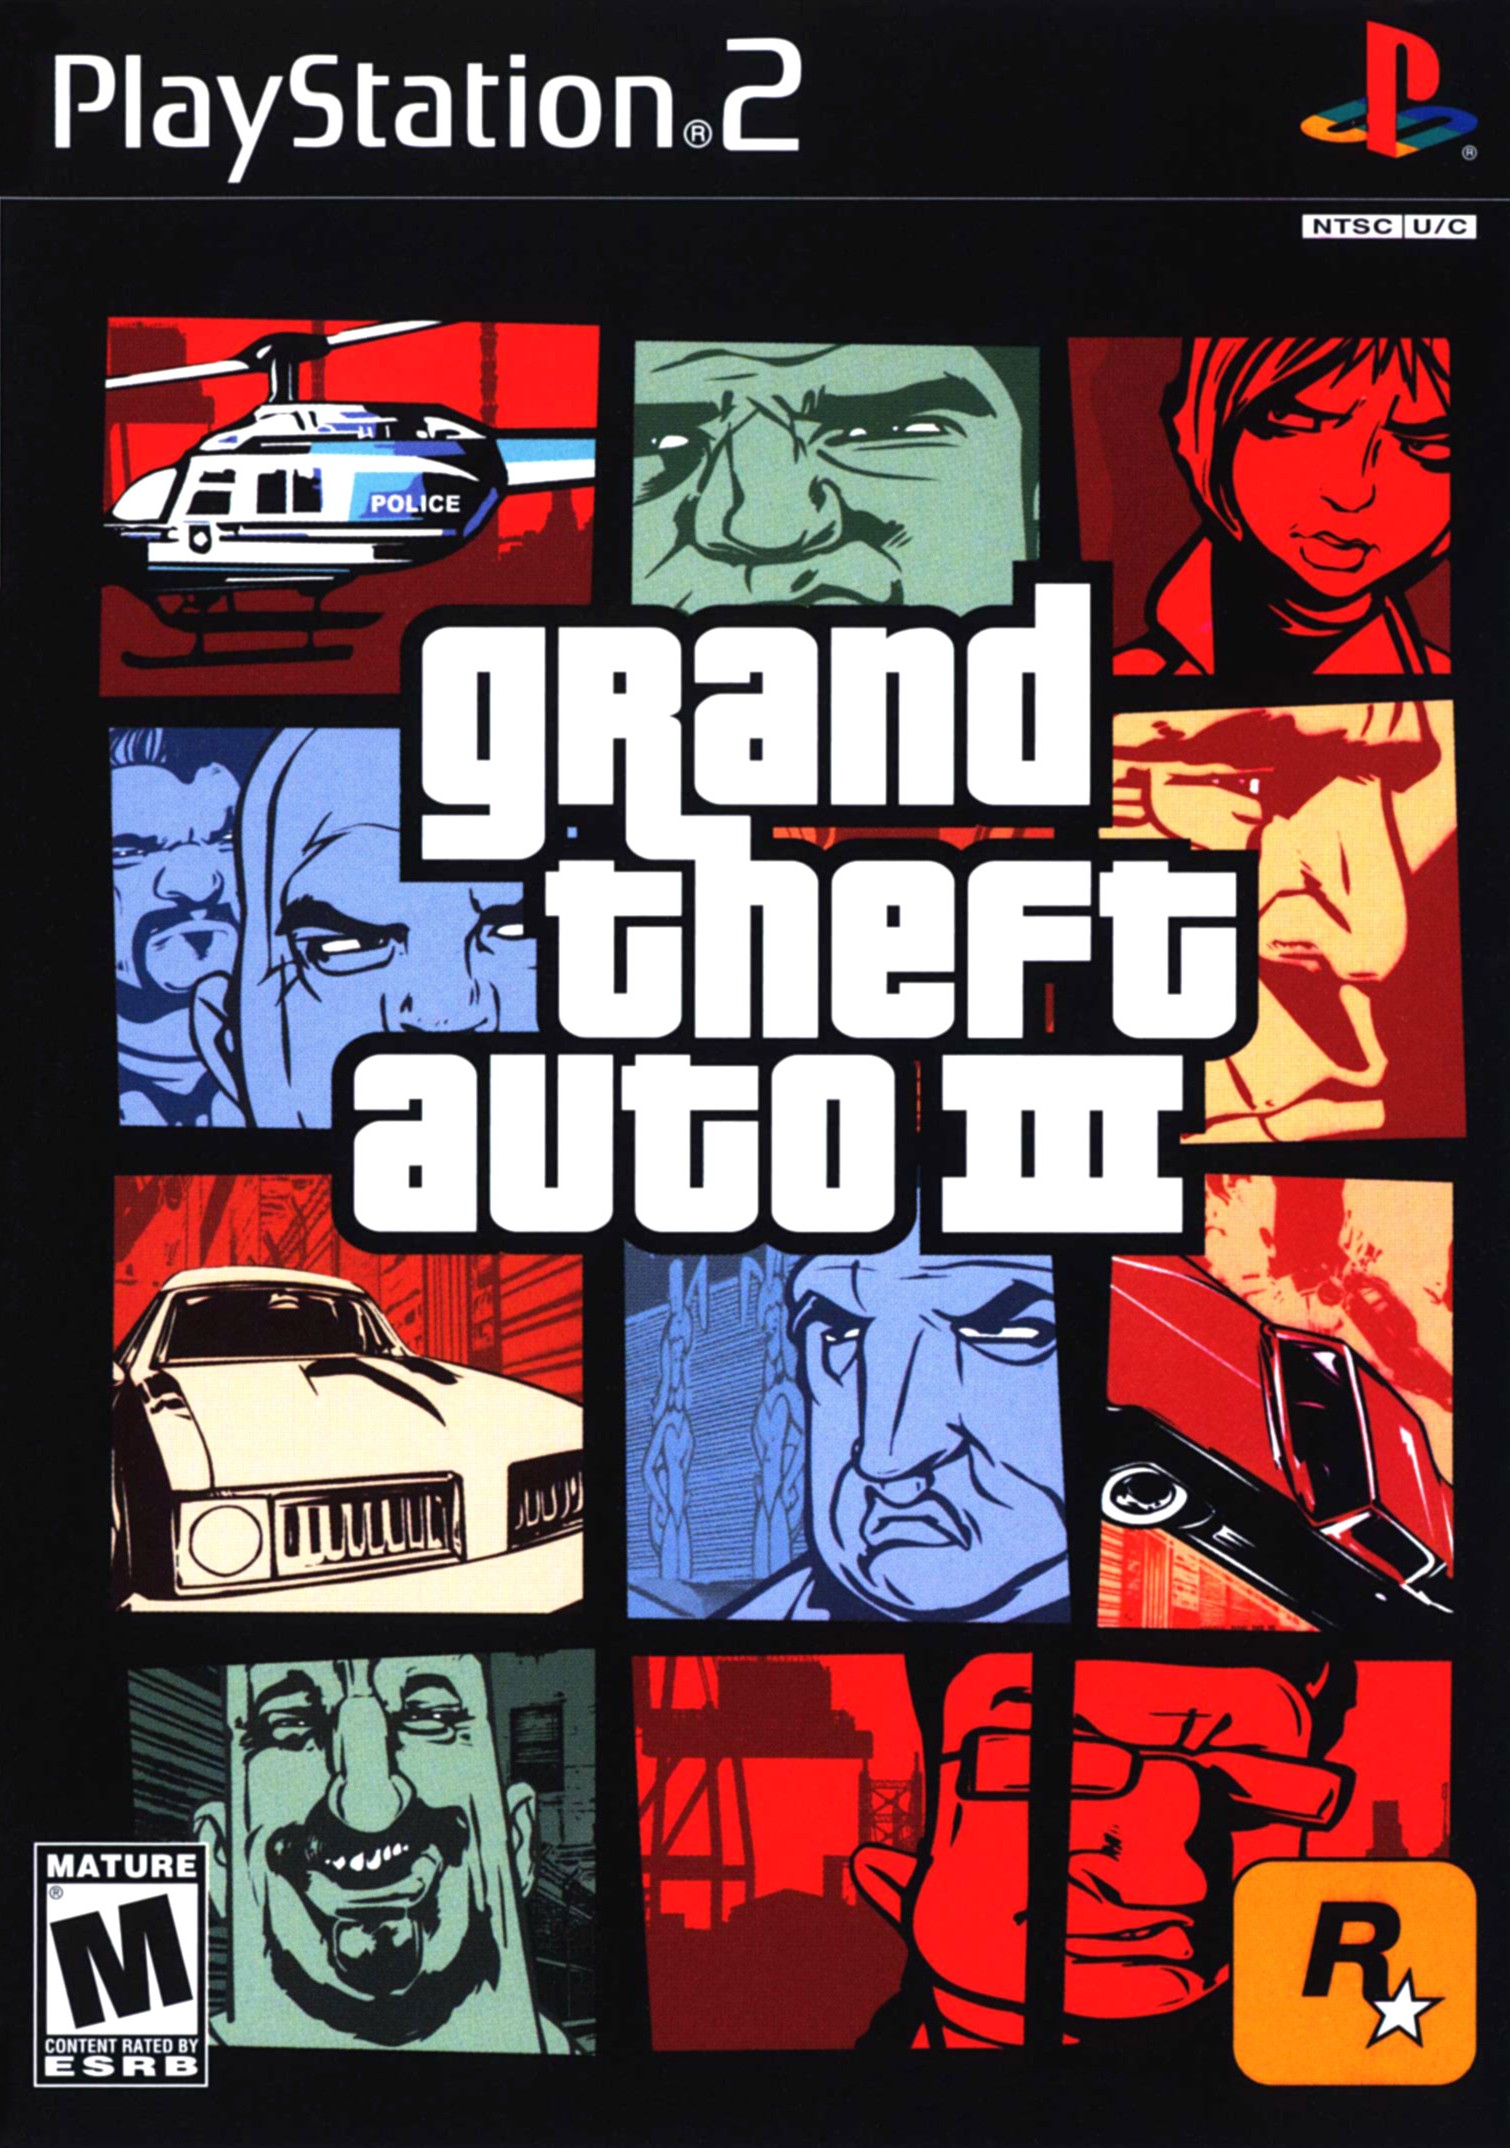 PlayStation®2
®
NTSC U/C
POLICE
grand
theft
auto III
MATURE
®
M
CONTENT RATED BY
ESRB
R